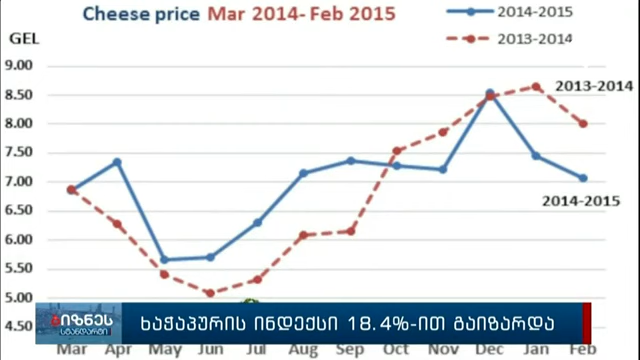 Cheese price Mar 2014- Feb 2015
2014-2015
2013-2014
GEL
9.00
8.50
8.00
7.50
7.00
6.50
6.00
5.50
5.00
4.50
2013-2014
2014-2015
ბიზნეს
სტანდარტი
ხაჭაპურის ინდექსი 18.4%-ით გაიზარდა
Mar Apr May Jun Jul Aug Sep Oct Nov Dec Jan Feb